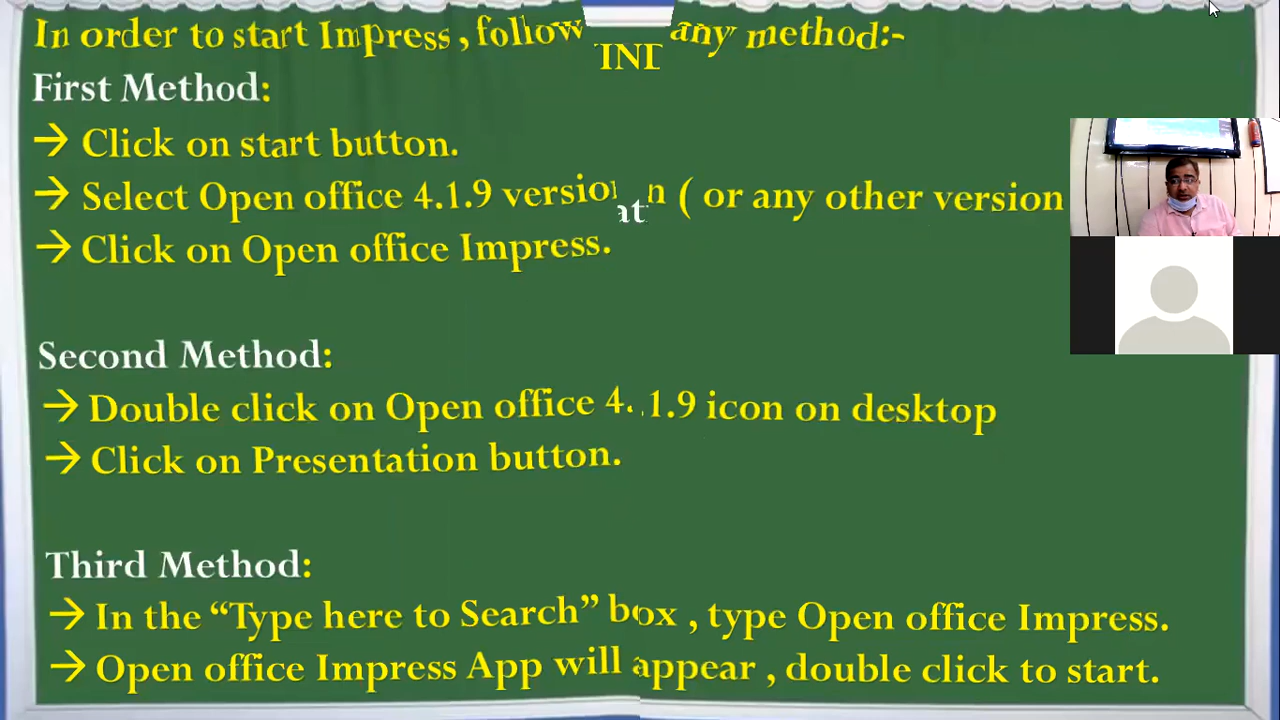 In order to start Impress , follow any method:-
INI
First Method:
→ Click on start button.
→ Select Open office 4.1.9 version ( or any other version
at
→ Click on Open office Impress.
Second Method:
→ Double click on Open office 4.1.9 icon on desktop
→ Click on Presentation button.
Third Method:
→ In the “Type here to Search” box , type Open office Impress.
→ Open office Impress App will appear , double click to start.